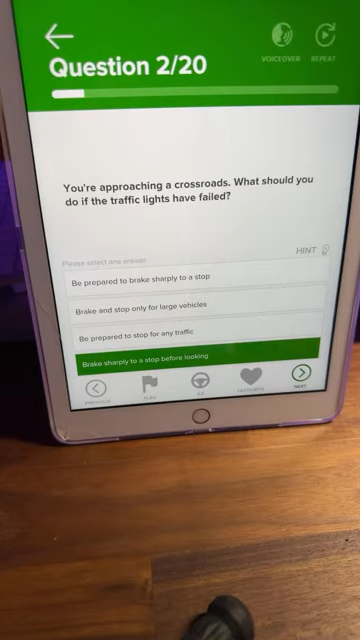 Question 2/20
VOICEOVER
REPEAT
You're approaching a crossroads. What should you
do if the traffic lights have failed?
HINT
Please select one answer
Be prepared to brake sharply to a stop
Brake and stop only for large vehicles
Be prepared to stop for any traffic
Brake sharply to a stop before looking
PREVIOUS
FLAG
FAVOURITE
NEXT